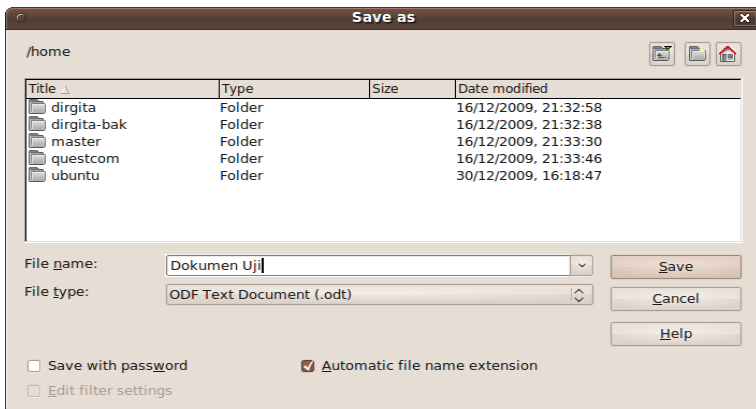 Save as
/home
Title Type Size Date modified
dirgita Folder 16/12/2009, 21:32:58
dirgita-bak Folder 16/12/2009, 21:32:38
master Folder 16/12/2009, 21:33:30
questcom Folder 16/12/2009, 21:33:46
ubuntu Folder 30/12/2009, 16:18:47
File name: Dokumen Uji Save
File type: ODF Text Document (.odt) Cancel
Help
Save with password Automatic file name extension
Edit filter settings